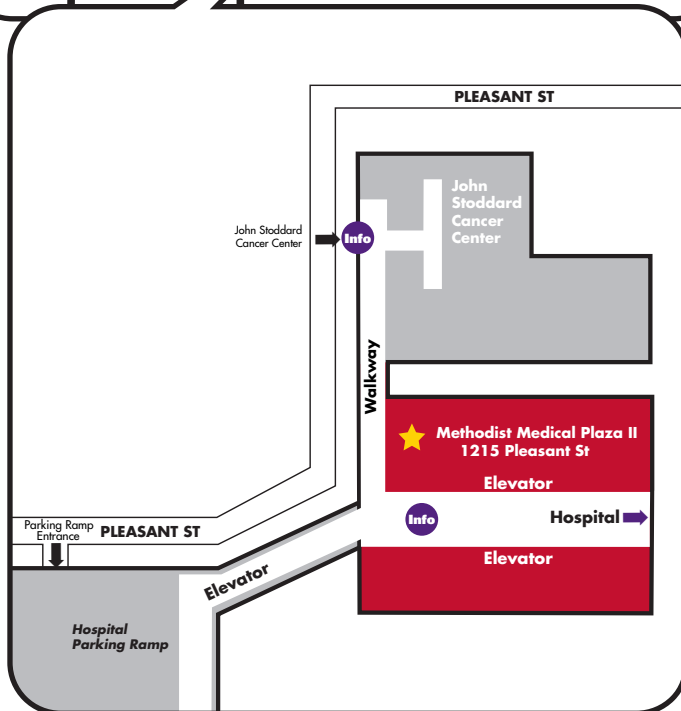 PLEASANT ST
John
Stoddard
Cancer
Center
John Stoddard
Cancer Center
Info
Walkway
Methodist Medical Plaza II
1215 Pleasant St
Elevator
Info
Hospital
Elevator
Parking Ramp
Entrance
PLEASANT ST
Elevator
Hospital
Parking Ramp